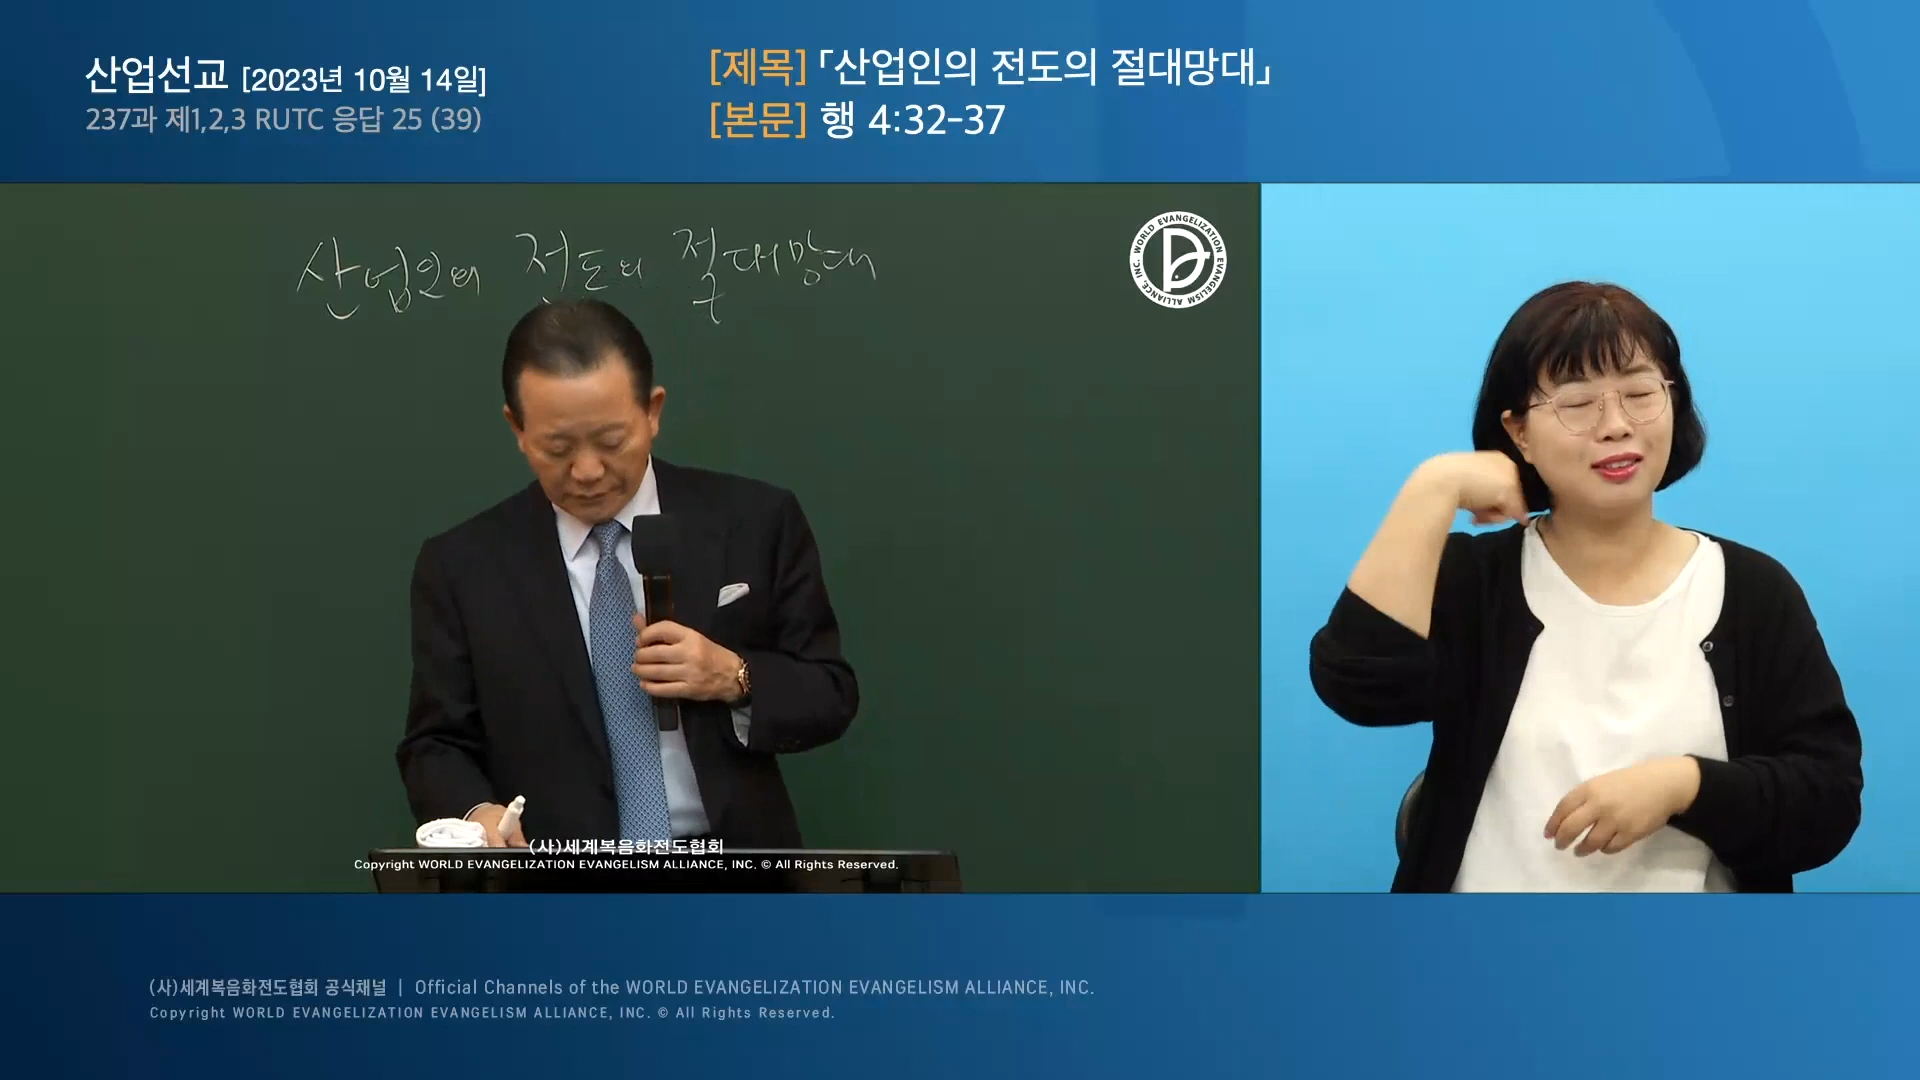 산업선교 [2023년 10월 14일]
237과 제1,2,3 RUTC 응답 25 (39)
[제목] 「산업인의 전도의 절대망대」
[본문] 행 4:32-37
산업인의 전도의 절대망대
WORLD EVANGELIZATION EVANGELISM ALLIANCE, INC.
(사)세계복음화전도협회
Copyright WORLD EVANGELIZATION EVANGELISM ALLIANCE, INC. © All Rights Reserved.
(사)세계복음화전도협회 공식채널 | Official Channels of the WORLD EVANGELIZATION EVANGELISM ALLIANCE, INC.
Copyright WORLD EVANGELIZATION EVANGELISM ALLIANCE, INC. © All Rights Reserved.